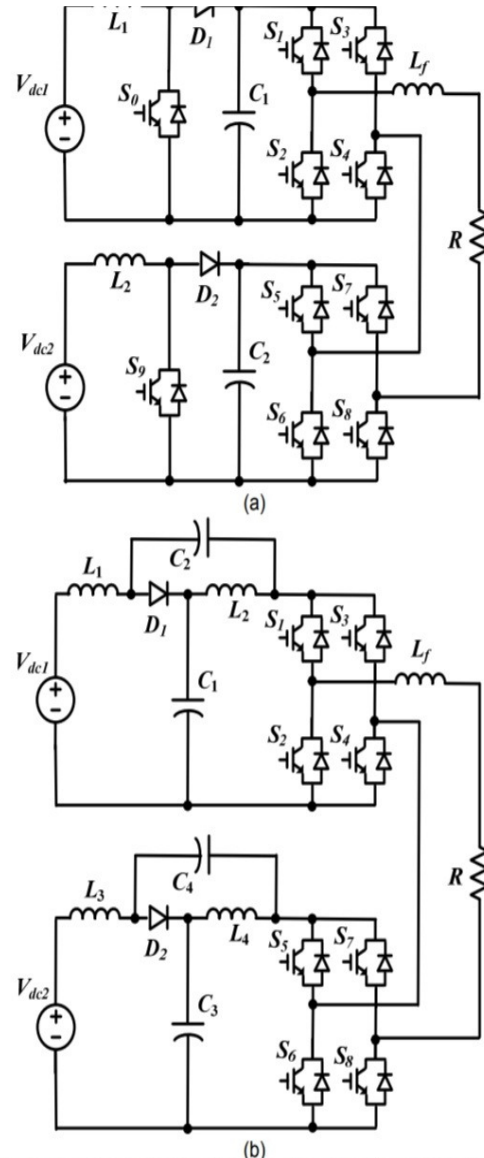 L1 D1 S1 S3
Lf
Vdc1 S0 C1
S2 S4
R
L2 D2 S5 S7
Vdc2 S9 C2
S6 S8
(a)
C2
L1 D1 L2 S1 S3
Lf
Vdc1 C1
S2 S4
R
C4
L3 D2 L4 S5 S7
Vdc2 C3
S6 S8
(b)